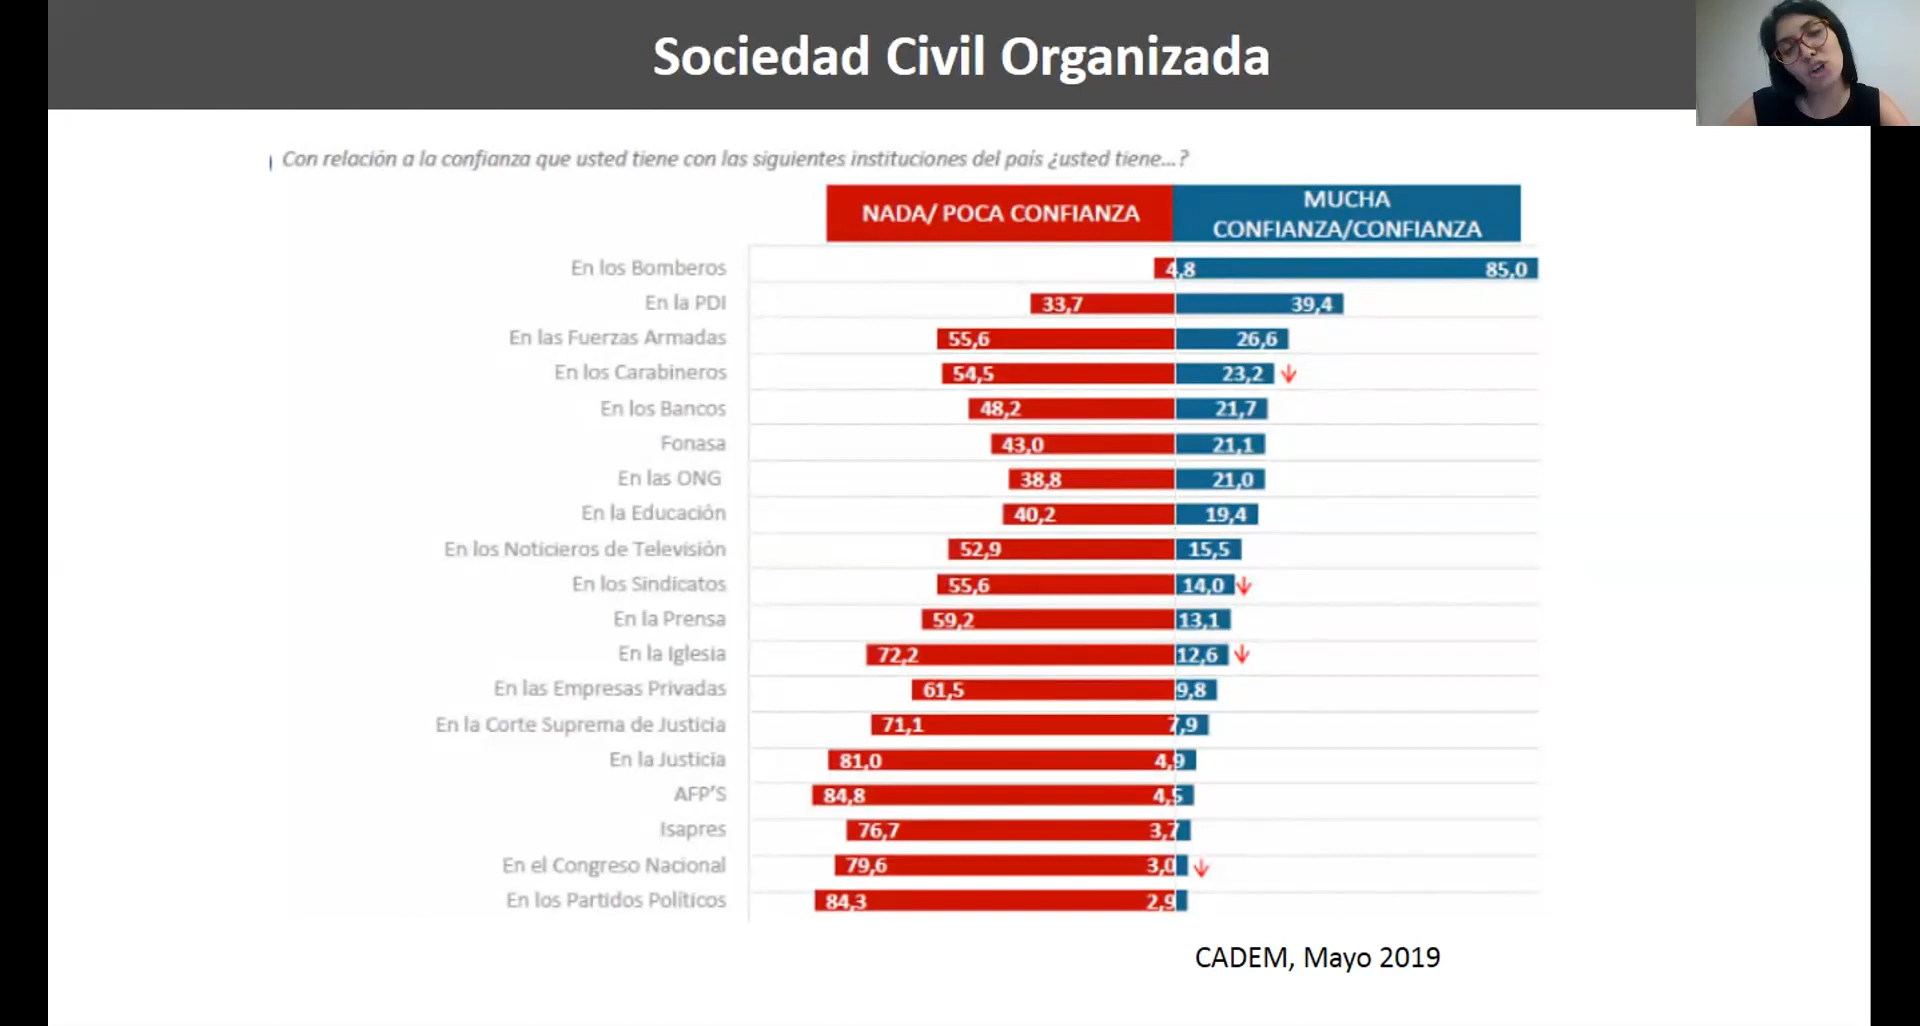 Sociedad Civil Organizada
Con relación a la confianza que usted tiene con las siguientes instituciones del país ¿usted tiene...?
NADA/ POCA CONFIANZA
MUCHA
CONFIANZA/CONFIANZA
En los Bomberos 4,8 85,0
En la PDI 33,7 39,4
En las Fuerzas Armadas 55,6 26,6
En los Carabineros 54,5 23,2
En los Bancos 48,2 21,7
Fonasa 43,0 21,1
En las ONG 38,8 21,0
En la Educación 40,2 19,4
En los Noticieros de Televisión 52,9 15,5
En los Sindicatos 55,6 14,0
En la Prensa 59,2 13,1
En la Iglesia 72,2 12,6
En las Empresas Privadas 61,5 9,8
En la Corte Suprema de Justicia 71,1 7,9
En la Justicia 81,0 4,9
AFP'S 84,8 4,5
Isapres 76,7 3,7
En el Congreso Nacional 79,6 3,0
En los Partidos Políticos 84,3 2,9
CADEM, Mayo 2019